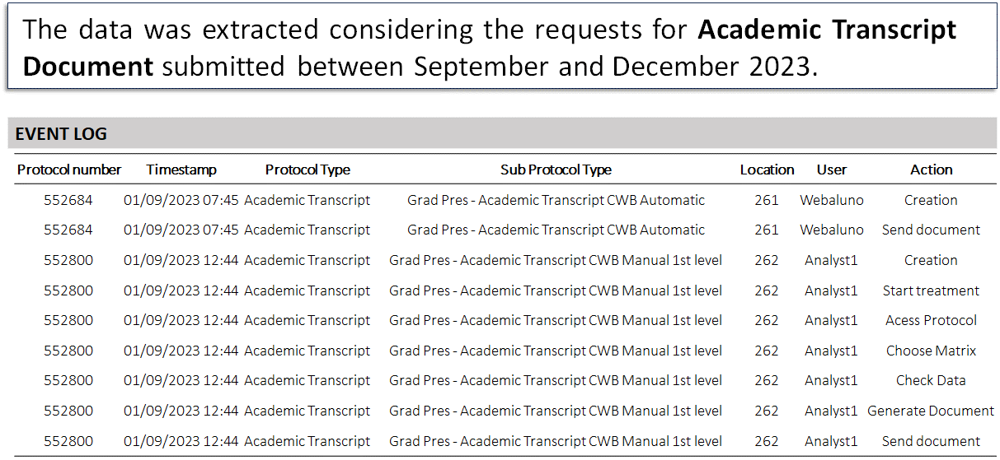 The data was extracted considering the requests for Academic Transcript
Document submitted between September and December 2023.
EVENT LOG
Protocol number Timestamp Protocol Type Sub Protocol Type Location User Action
552684 01/09/2023 07:45 Academic Transcript Grad Pres - Academic Transcript CWB Automatic 261 Webaluno Creation
552684 01/09/2023 07:45 Academic Transcript Grad Pres - Academic Transcript CWB Automatic 261 Webaluno Send document
552800 01/09/2023 12:44 Academic Transcript Grad Pres - Academic Transcript CWB Manual 1st level 262 Analyst1 Creation
552800 01/09/2023 12:44 Academic Transcript Grad Pres - Academic Transcript CWB Manual 1st level 262 Analyst1 Start treatment
552800 01/09/2023 12:44 Academic Transcript Grad Pres - Academic Transcript CWB Manual 1st level 262 Analyst1 Acess Protocol
552800 01/09/2023 12:44 Academic Transcript Grad Pres - Academic Transcript CWB Manual 1st level 262 Analyst1 Choose Matrix
552800 01/09/2023 12:44 Academic Transcript Grad Pres - Academic Transcript CWB Manual 1st level 262 Analyst1 Check Data
552800 01/09/2023 12:44 Academic Transcript Grad Pres - Academic Transcript CWB Manual 1st level 262 Analyst1 Generate Document
552800 01/09/2023 12:44 Academic Transcript Grad Pres - Academic Transcript CWB Manual 1st level 262 Analyst1 Send document